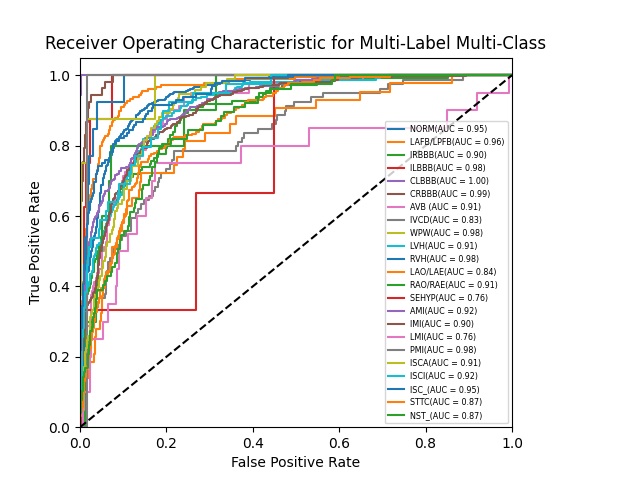 Receiver Operating Characteristic for Multi-Label Multi-Class
1.0
0.8
0.6
0.4
0.2
0.0
True Positive Rate
NORM(AUC = 0.95)
LAFB/LPFB(AUC = 0.96)
IRBBB(AUC = 0.90)
ILBBB(AUC = 0.98)
CLBBB(AUC = 1.00)
CRBBB(AUC = 0.99)
AVB (AUC = 0.91)
IVCD(AUC = 0.83)
WPW(AUC = 0.98)
LVH(AUC = 0.91)
RVH(AUC = 0.98)
LAO/LAE(AUC = 0.84)
RAO/RAE(AUC = 0.91)
SEHYP(AUC = 0.76)
AMI(AUC = 0.92)
IMI(AUC = 0.90)
LMI(AUC = 0.76)
PMI(AUC = 0.98)
ISCA(AUC = 0.91)
ISCI(AUC = 0.92)
ISC_(AUC = 0.95)
STTC(AUC = 0.87)
NST_(AUC = 0.87)
0.0 0.2 0.4 0.6 0.8 1.0
False Positive Rate